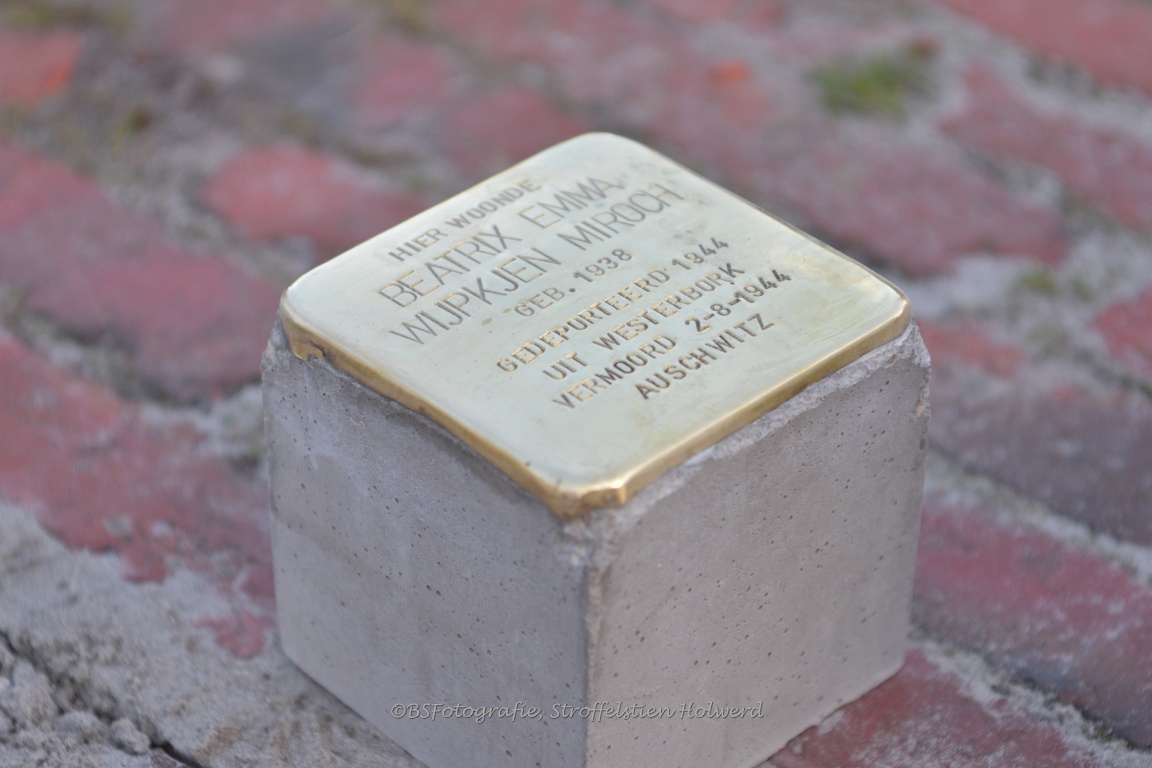 HIER WOONDE
BEATRIX EMMA
WIJPKJEN MIROCH
GEB. 1938
GEDEPORTEERD 1944
UIT WESTERBORK
VERMOORD 2-8-1944
AUSCHWITZ
©BSFotografie, Stroffelstien Holwerd